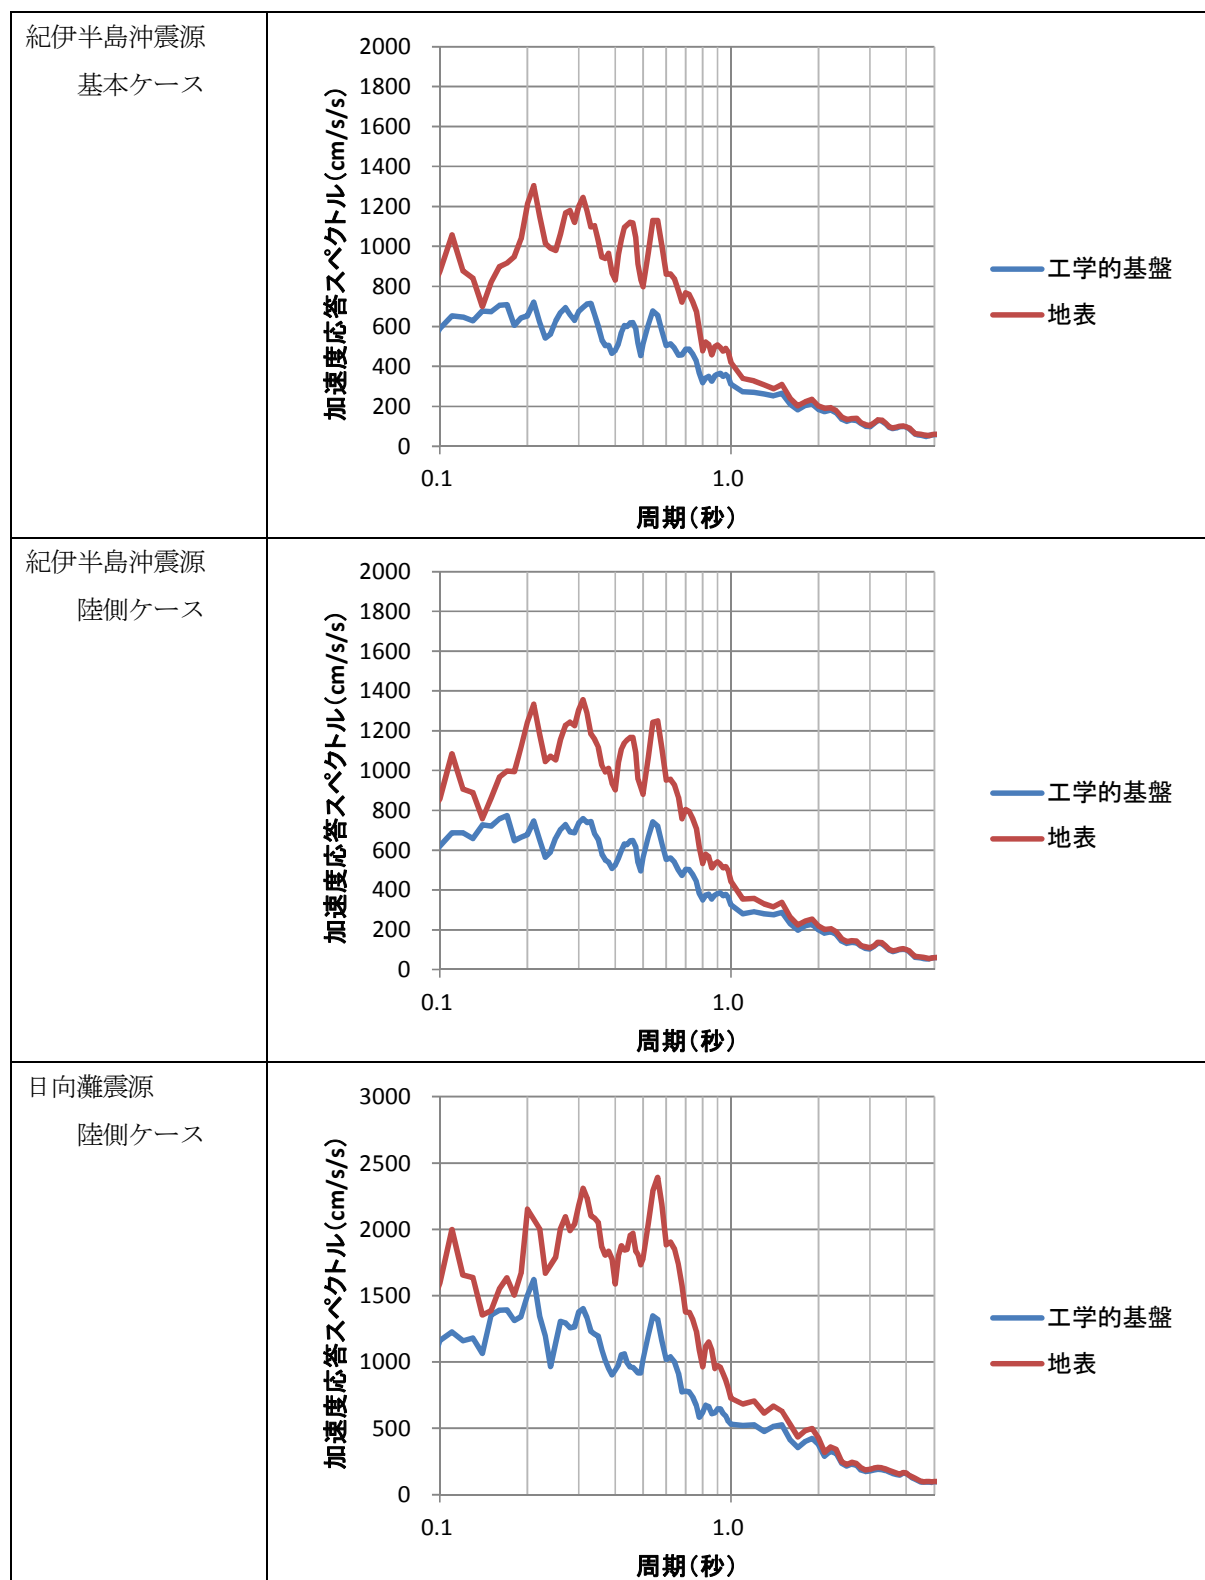 紀伊半島沖震源
基本ケース
加速度応答スペクトル(cm/s/s)
2000
1800
1600
1400
1200
1000
800
600
400
200
0
0.1
1.0
周期(秒)
工学的基盤
地表
紀伊半島沖震源
陸側ケース
加速度応答スペクトル(cm/s/s)
2000
1800
1600
1400
1200
1000
800
600
400
200
0
0.1
1.0
周期(秒)
工学的基盤
地表
日向灘震源
陸側ケース
加速度応答スペクトル(cm/s/s)
3000
2500
2000
1500
1000
500
0
0.1
1.0
周期(秒)
工学的基盤
地表